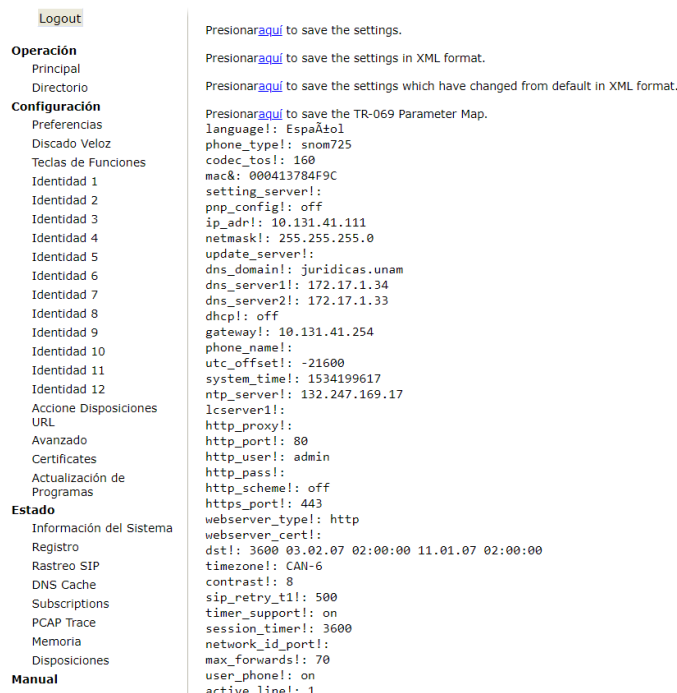 Logout
Operación
Principal
Directorio
Configuración
Preferencias
Discado Veloz
Teclas de Funciones
Identidad 1
Identidad 2
Identidad 3
Identidad 4
Identidad 5
Identidad 6
Identidad 7
Identidad 8
Identidad 9
Identidad 10
Identidad 11
Identidad 12
Accione Disposiciones
URL
Avanzado
Certificates
Actualización de
Programas
Estado
Información del Sistema
Registro
Rastreo SIP
DNS Cache
Subscriptions
PCAP Trace
Memoria
Disposiciones
Manual
Presionaraquí to save the settings.
Presionaraquí to save the settings in XML format.
Presionaraquí to save the settings which have changed from default in XML format.
Presionaraquí to save the TR-069 Parameter Map.
language!: EspaÃ±ol
phone_type!: snom725
codec_tos!: 160
mac&: 000413784F9C
setting_server!:
pnp_config!: off
ip_adr!: 10.131.41.111
netmask!: 255.255.255.0
update_server!:
dns_domain!: juridicas.unam
dns_server1!: 172.17.1.34
dns_server2!: 172.17.1.33
dhcp!: off
gateway!: 10.131.41.254
phone_name!:
utc_offset!: -21600
system_time!: 1534199617
ntp_server!: 132.247.169.17
lcserver1!:
http_proxy!:
http_port!: 80
http_user!: admin
http_pass!:
http_scheme!: off
https_port!: 443
webserver_type!: http
webserver_cert!:
dst!: 3600 03.02.07 02:00:00 11.01.07 02:00:00
timezone!: CAN-6
contrast!: 8
sip_retry_t1!: 500
timer_support!: on
session_timer!: 3600
network_id_port!:
max_forwards!: 70
user_phone!: on
active_line!: 1